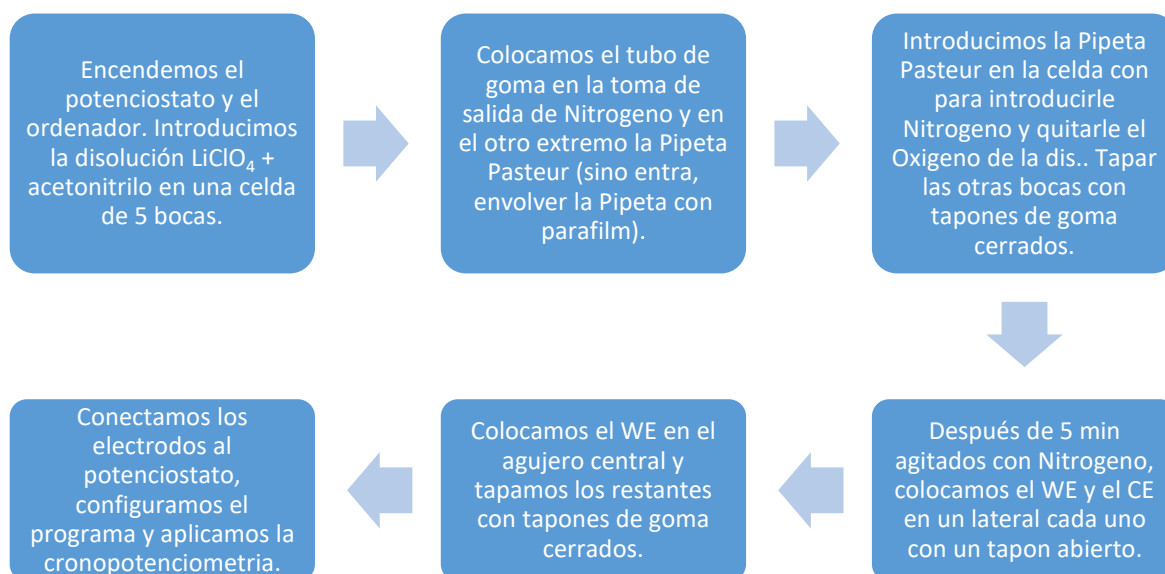 Encendemos el
potenciostato y el
ordenador. Introducimos
la disolución LiClO₄ +
acetonitrilo en una celda
de 5 bocas.
Colocamos el tubo de
goma en la toma de
salida de Nitrogeno y en
el otro extremo la Pipeta
Pasteur (sino entra,
envolver la Pipeta con
parafilm).
Introducimos la Pipeta
Pasteur en la celda con
para introducirle
Nitrogeno y quitarle el
Oxigeno de la dis.. Tapar
las otras bocas con
tapones de goma
cerrados.
Después de 5 min
agitados con Nitrogeno,
colocamos el WE y el CE
en un lateral cada uno
con un tapon abierto.
Colocamos el WE en el
agujero central y
tapamos los restantes
con tapones de goma
cerrados.
Conectamos los
electrodos al
potenciostato,
configuramos el
programa y aplicamos la
cronopotenciometria.